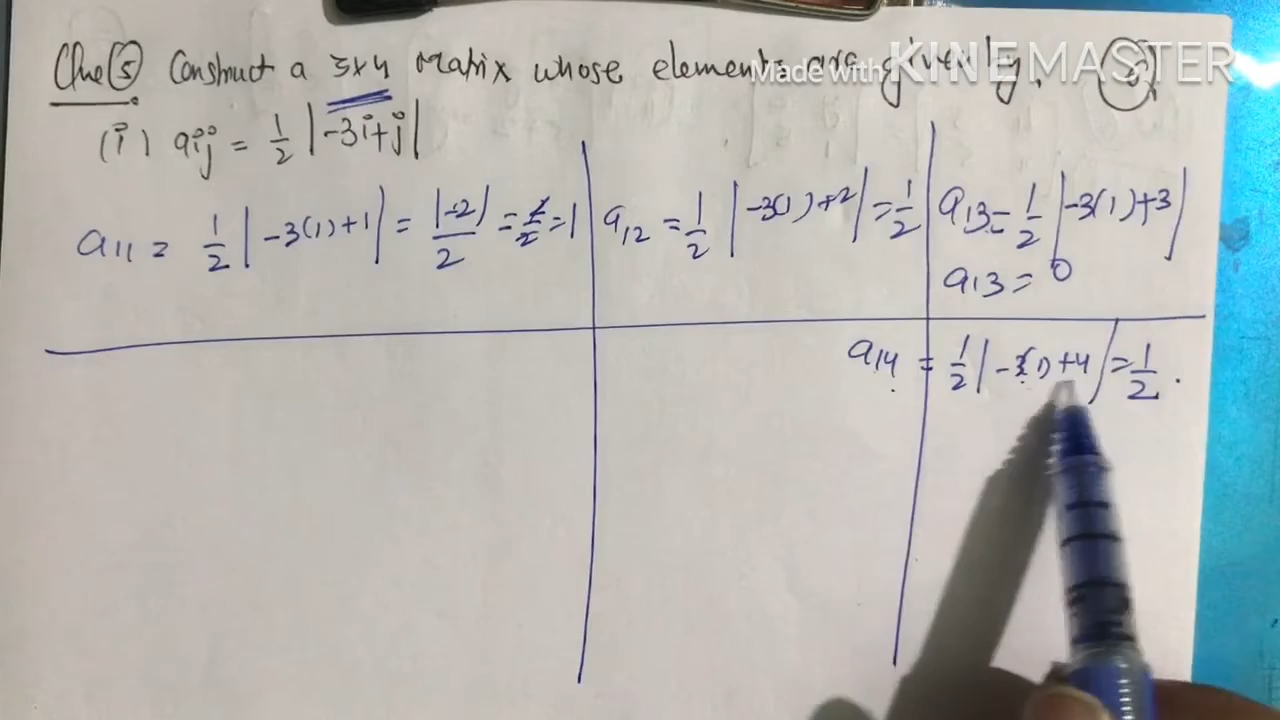 Que(5) Construct a 3x4 Matrix whose elements are given by.
Made with KINEMASTER
(i) aij = 1/2 |-3i+j|
a11 = 1/2 |-3(1)+1| = |-2|/2 = 2/2 = 1
a12 = 1/2 |-3(1)+2| = 1/2
a13 = 1/2 |-3(1)+3|
a13 = 0
a14 = 1/2 |-3(1)+4| = 1/2 .